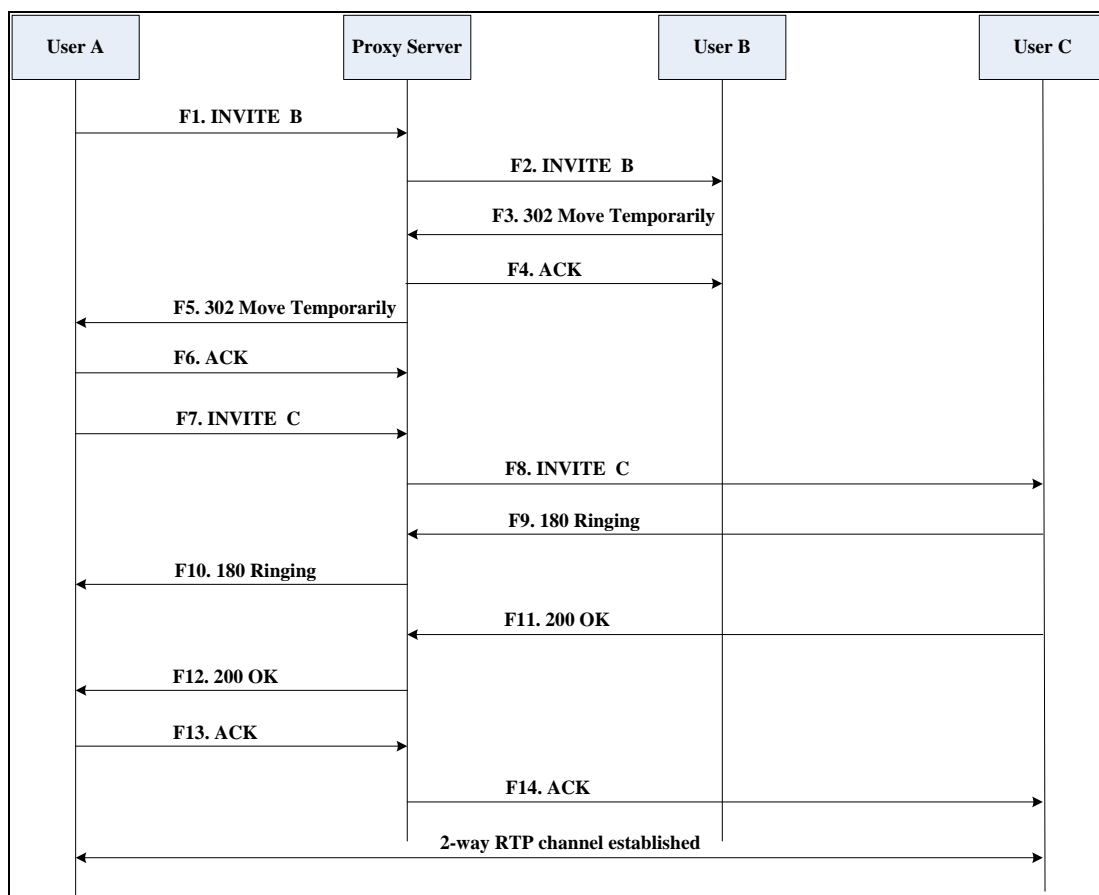 User A
Proxy Server
User B
User C
F1. INVITE B
F2. INVITE B
F3. 302 Move Temporarily
F4. ACK
F5. 302 Move Temporarily
F6. ACK
F7. INVITE C
F8. INVITE C
F9. 180 Ringing
F10. 180 Ringing
F11. 200 OK
F12. 200 OK
F13. ACK
F14. ACK
2-way RTP channel established